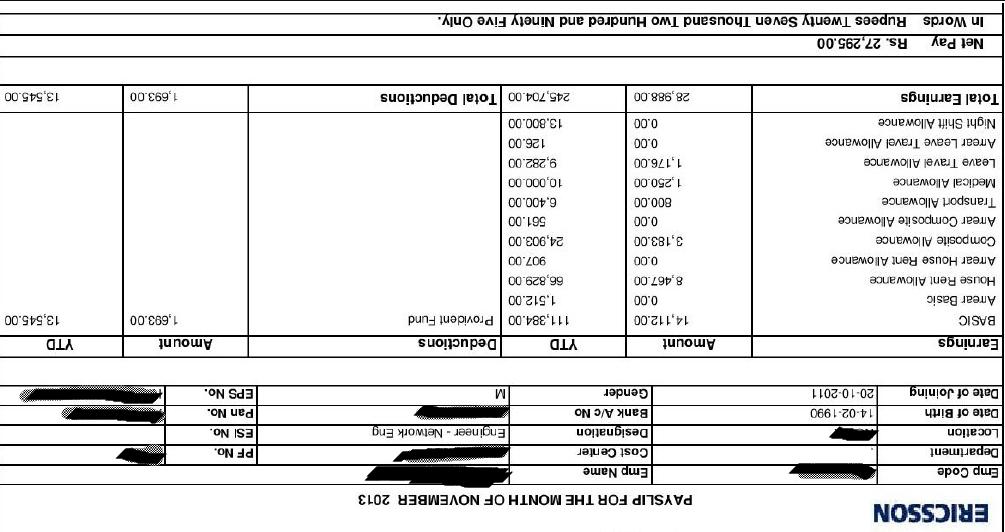 ERICSSON
PAYSLIP FOR THE MONTH OF NOVEMBER 2013
Emp Code Emp Name
Department . Cost Center PF No.
Location Designation Engineer - Network Eng ESI No.
Date of Birth 14-02-1990 Bank A/c No Pan No.
Date of Joining 20-10-2011 Gender M EPS No.
Earnings Amount YTD Deductions Amount YTD
BASIC 14,112.00 111,384.00 Provident Fund 1,693.00 13,545.00
Arrear Basic 0.00 1,512.00
House Rent Allowance 8,467.00 66,829.00
Arrear House Rent Allowance 0.00 907.00
Composite Allowance 3,183.00 24,903.00
Arrear Composite Allowance 0.00 561.00
Transport Allowance 800.00 6,400.00
Medical Allowance 1,250.00 10,000.00
Leave Travel Allowance 1,176.00 9,282.00
Arrear Leave Travel Allowance 0.00 126.00
Night Shift Allowance 0.00 13,800.00
Total Earnings 28,988.00 245,704.00 Total Deductions 1,693.00 13,545.00
Net Pay Rs. 27,295.00
In Words Rupees Twenty Seven Thousand Two Hundred and Ninety Five Only.